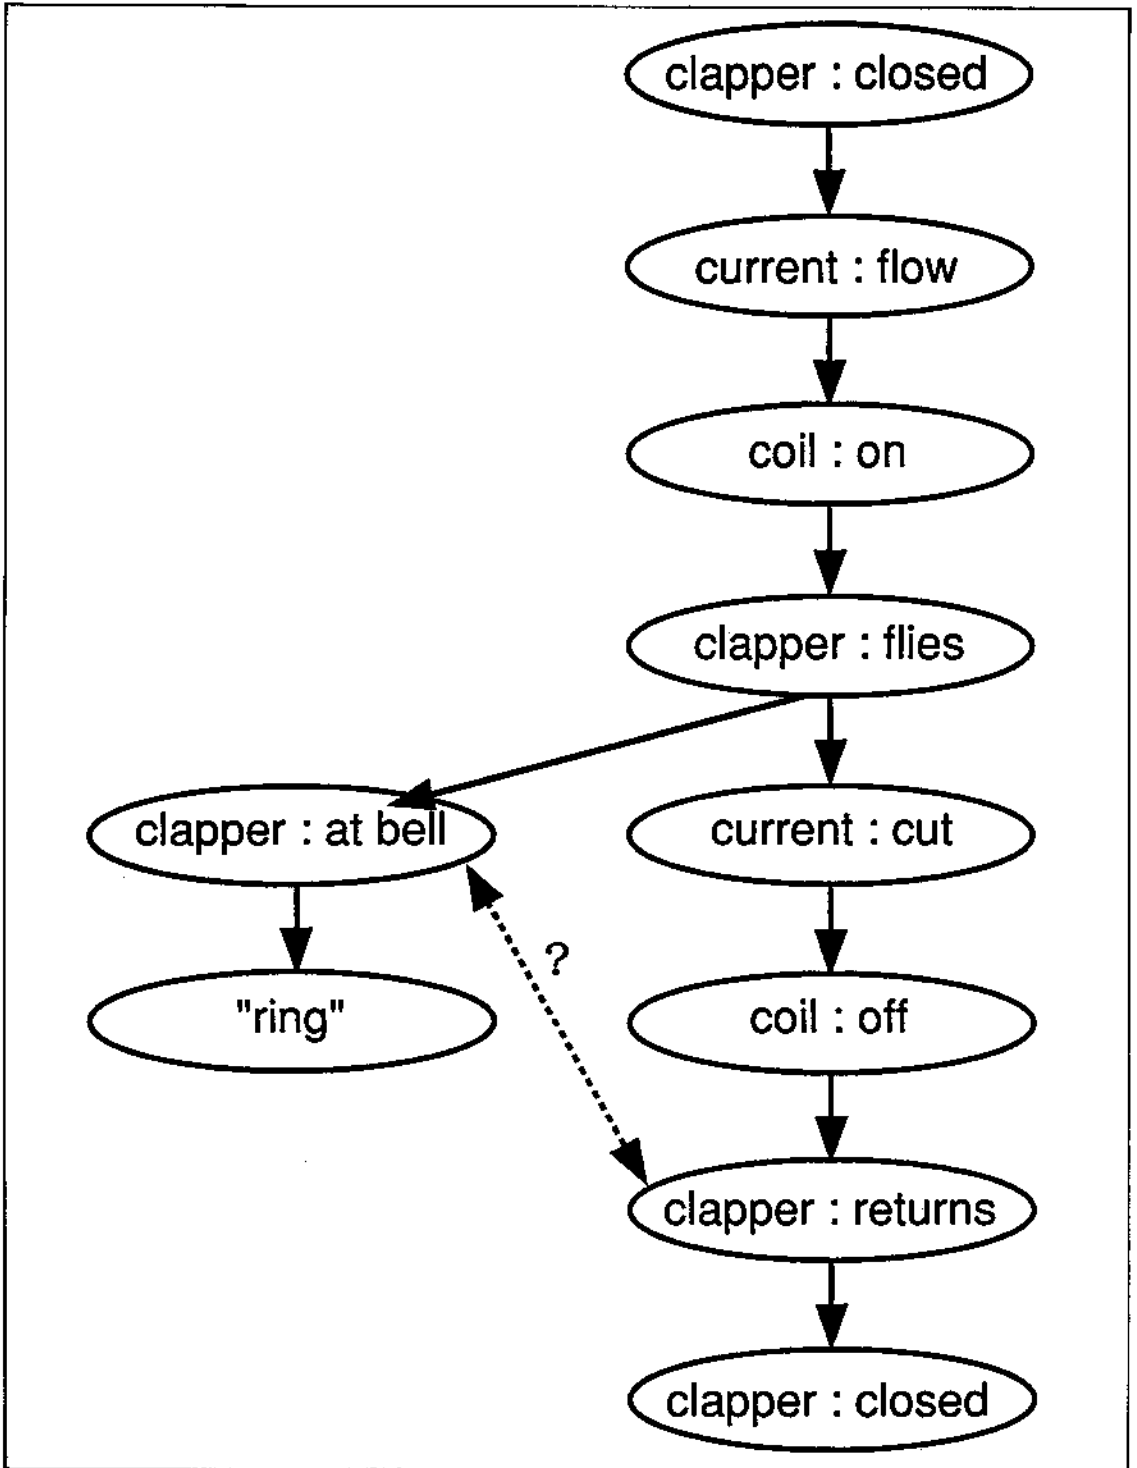 clapper : closed
current : flow
coil : on
clapper : flies
clapper : at bell
current : cut
?
"ring"
coil : off
clapper : returns
clapper : closed